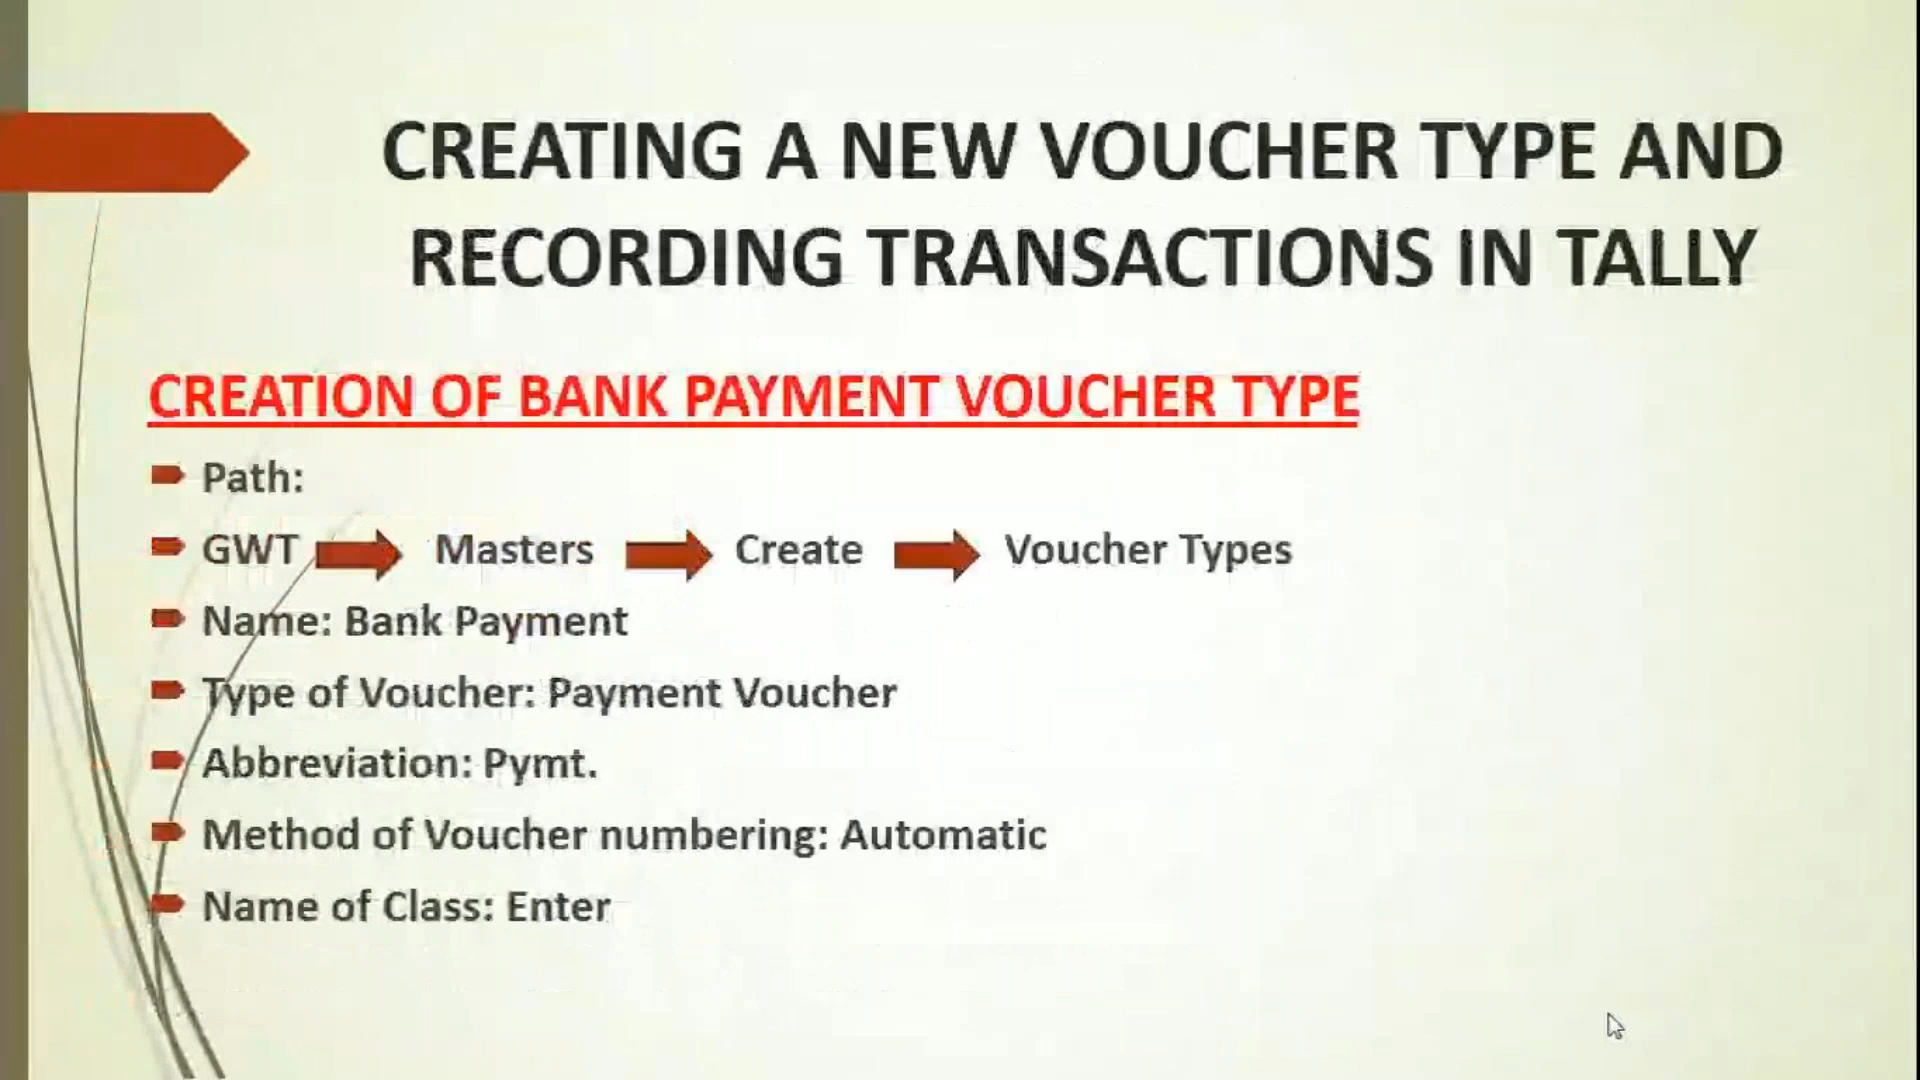 CREATING A NEW VOUCHER TYPE AND
RECORDING TRANSACTIONS IN TALLY
CREATION OF BANK PAYMENT VOUCHER TYPE
Path:
GWT Masters Create Voucher Types
Name: Bank Payment
Type of Voucher: Payment Voucher
Abbreviation: Pymt.
Method of Voucher numbering: Automatic
Name of Class: Enter